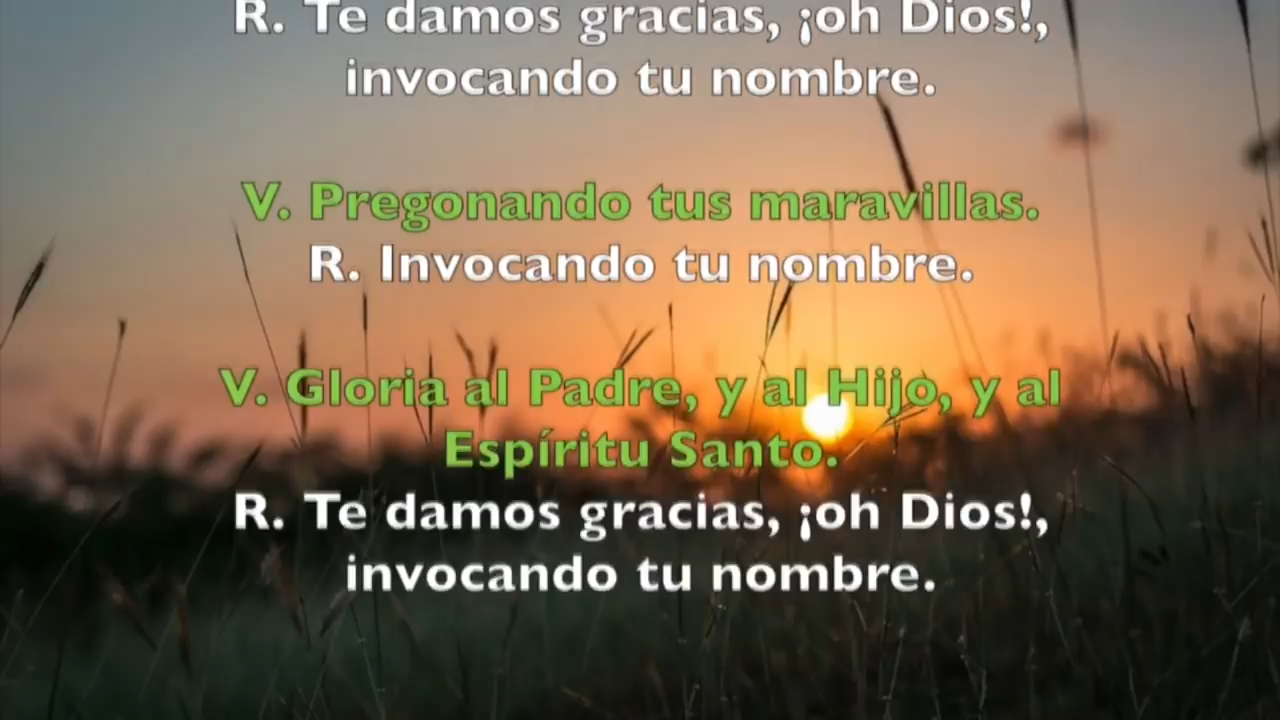 R. Te damos gracias, ¡oh Dios!,
invocando tu nombre.
V. Pregonando tus maravillas.
R. Invocando tu nombre.
V. Gloria al Padre, y al Hijo, y al
Espíritu Santo.
R. Te damos gracias, ¡oh Dios!,
invocando tu nombre.